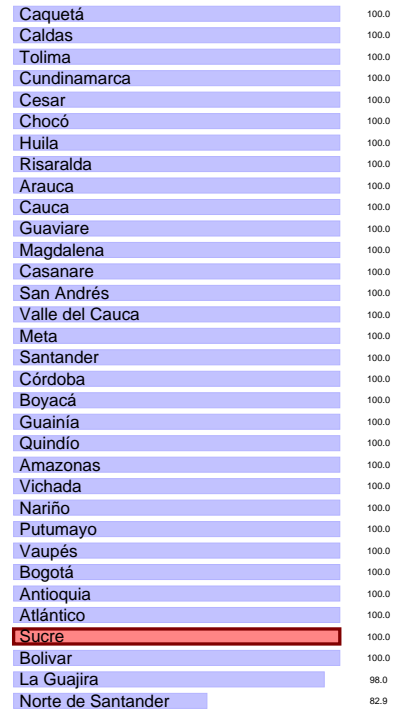 Caquetá 100.0
Caldas 100.0
Tolima 100.0
Cundinamarca 100.0
Cesar 100.0
Chocó 100.0
Huila 100.0
Risaralda 100.0
Arauca 100.0
Cauca 100.0
Guaviare 100.0
Magdalena 100.0
Casanare 100.0
San Andrés 100.0
Valle del Cauca 100.0
Meta 100.0
Santander 100.0
Córdoba 100.0
Boyacá 100.0
Guainía 100.0
Quindío 100.0
Amazonas 100.0
Vichada 100.0
Nariño 100.0
Putumayo 100.0
Vaupés 100.0
Bogotá 100.0
Antioquia 100.0
Atlántico 100.0
Sucre 100.0
Bolivar 100.0
La Guajira 98.0
Norte de Santander 82.9